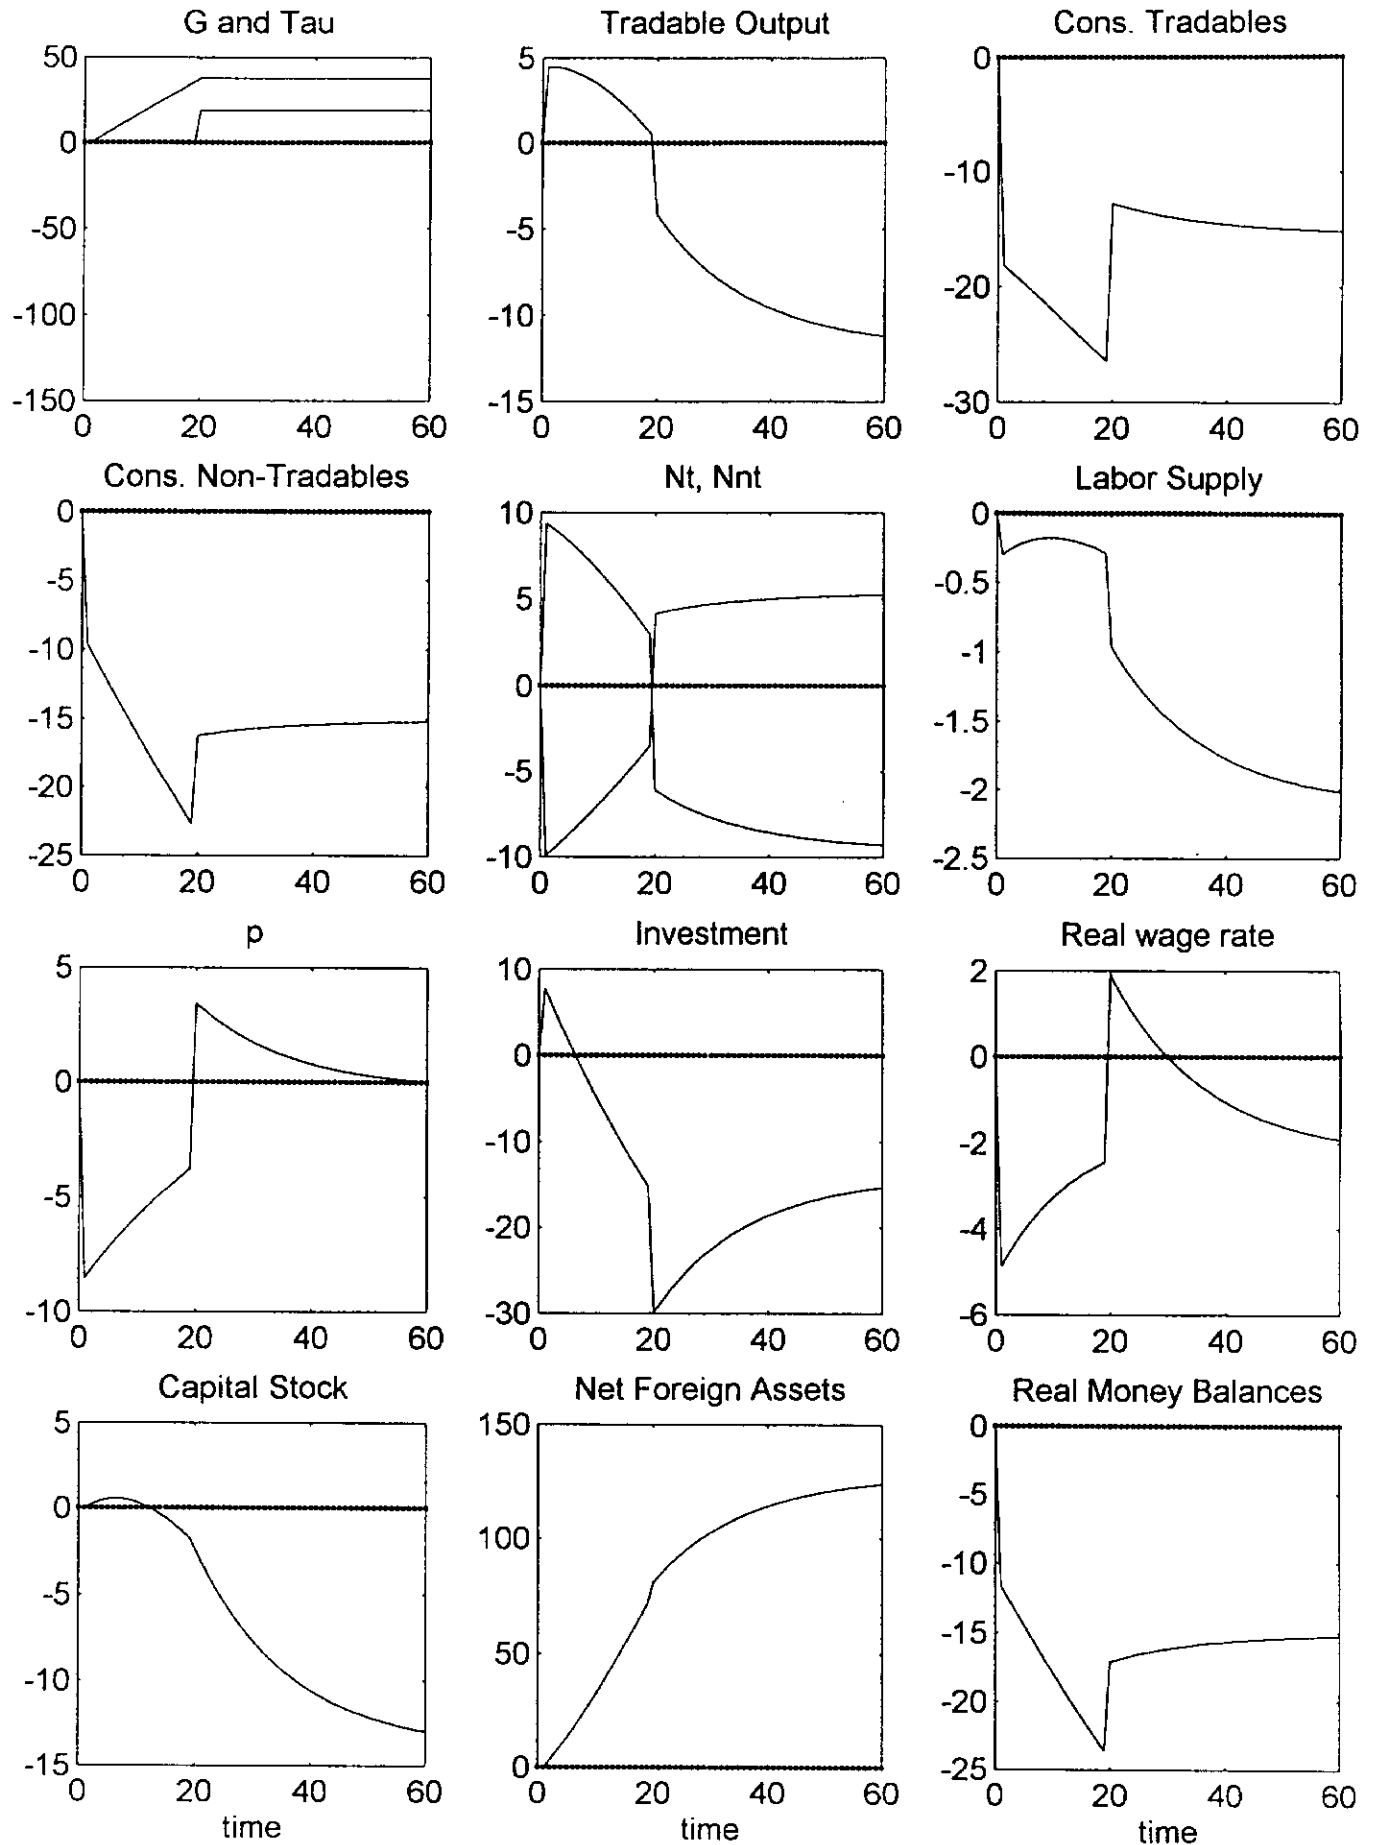 G and Tau
Tradable Output
Cons. Tradables
50
0
-50
-100
-150
0 20 40 60
5
0
-5
-10
-15
0 20 40 60
0
-10
-20
-30
0 20 40 60
Cons. Non-Tradables
Nt, Nnt
Labor Supply
0
-5
-10
-15
-20
-25
0 20 40 60
10
5
0
-5
-10
0 20 40 60
0
-0.5
-1
-1.5
-2
-2.5
0 20 40 60
p
Investment
Real wage rate
5
0
-5
-10
0 20 40 60
10
0
-10
-20
-30
0 20 40 60
2
0
-2
-4
-6
0 20 40 60
Capital Stock
Net Foreign Assets
Real Money Balances
5
0
-5
-10
-15
0 20 40 60
time
150
100
50
0
0 20 40 60
time
0
-5
-10
-15
-20
-25
0 20 40 60
time